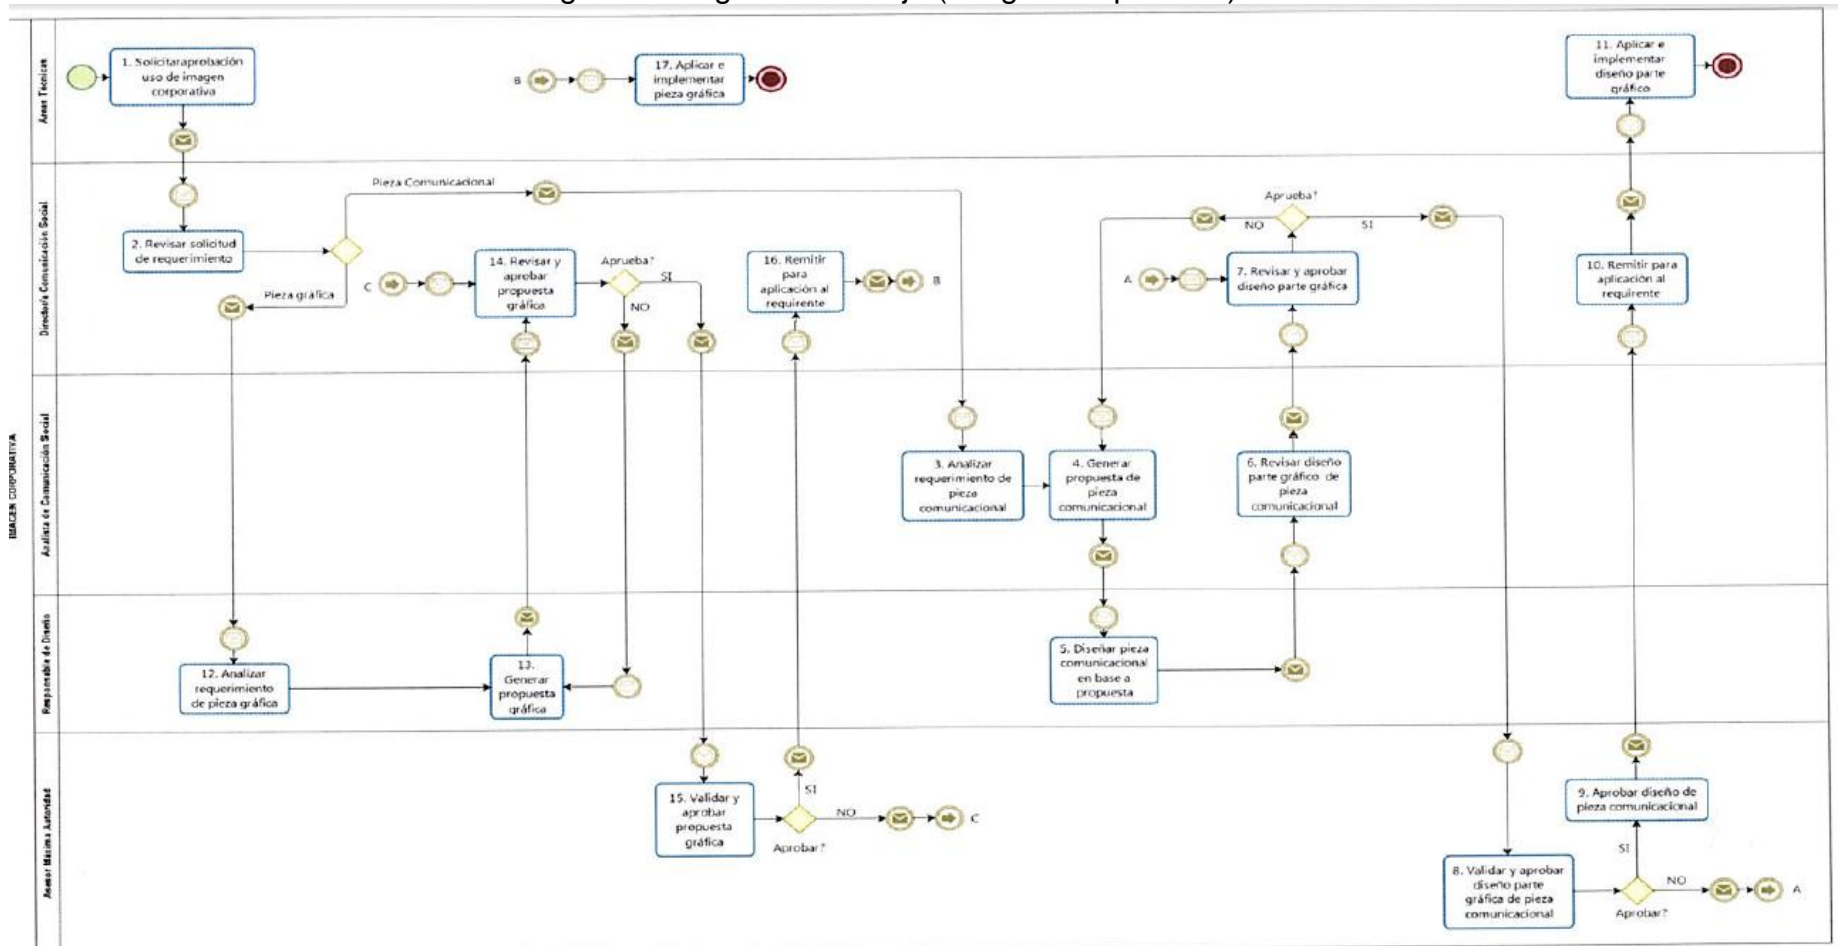 IMAGEN CORPORATIVA
Áreas Técnicas
1. Solicitaraprobación
uso de imagen
corporativa
B
17. Aplicar e
implementar
pieza gráfica
11. Aplicar e
implementar
diseño parte
gráfico
Directo/a Comunicación Social
Pieza Comunicacional
2. Revisar solicitud
de requerimiento
Pieza gráfica
C
14. Revisar y
aprobar
propuesta
gráfica
Aprueba?
SI
NO
16. Remitir
para
aplicación al
requirente
B
Aprueba?
NO
SI
A
7. Revisar y aprobar
diseño parte gráfica
10. Remitir para
aplicación al
requirente
Analista de Comunicación Social
3. Analizar
requerimiento de
pieza
comunicacional
4. Generar
propuesta de
pieza
comunicacional
6. Revisar diseño
parte gráfico de
pieza
comunicacional
Responsable de Diseño
12. Analizar
requerimiento
de pieza gráfica
13.
Generar
propuesta
gráfica
5. Diseñar pieza
comunicacional
en base a
propuesta
Asesor Máxima Autoridad
15. Validar y
aprobar
propuesta
gráfica
SI
NO
C
Aprobar?
9. Aprobar diseño de
pieza comunicacional
SI
8. Validar y aprobar
diseño parte
gráfica de pieza
comunicacional
NO
A
Aprobar?